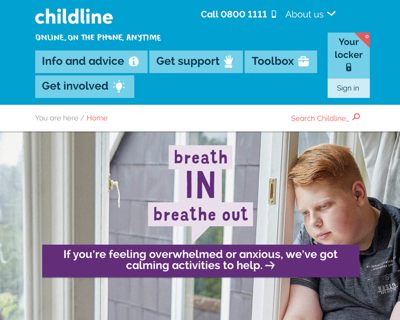 childline
ONLINE, ON THE PHONE, ANYTIME
Call 0800 1111
About us
Info and advice
Get support
Toolbox
Get involved
0
Your
locker
Sign in
You are here / Home
Search Childline_
breath
IN
breathe out
If you're feeling overwhelmed or anxious, we've got
calming activities to help. →